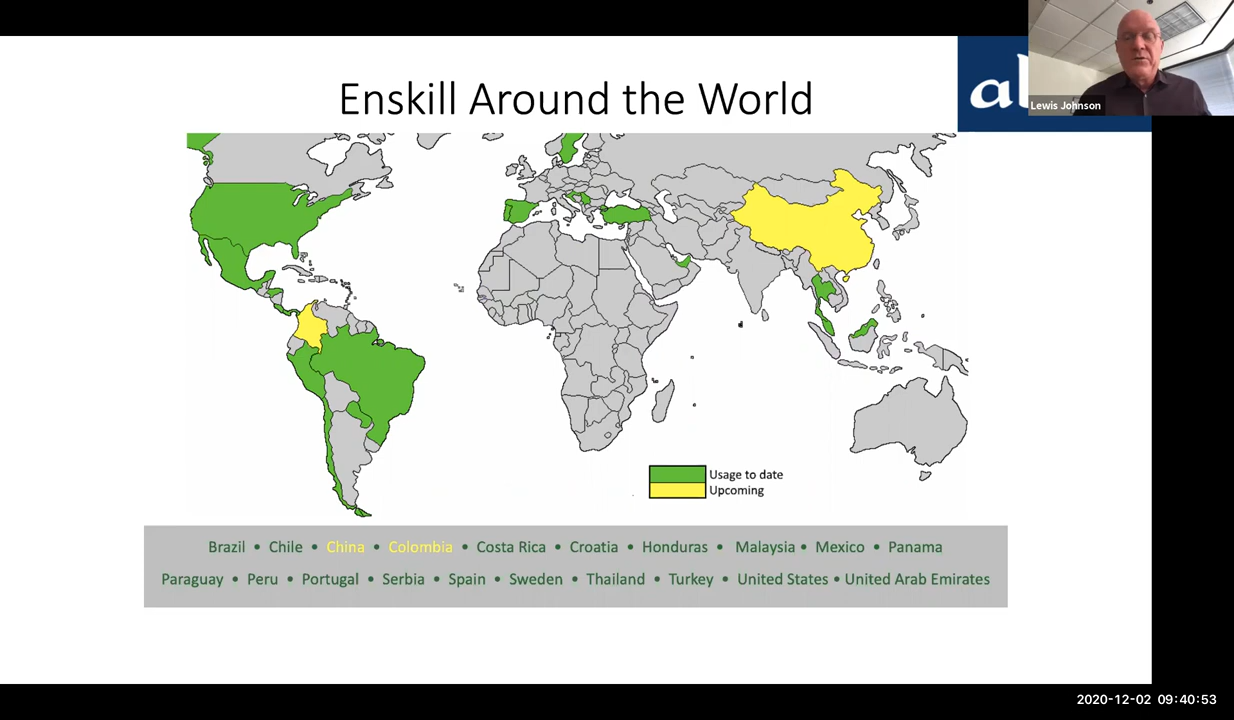 Enskill Around the World
al
Lewis Johnson
Usage to date
Upcoming
Brazil • Chile • China • Colombia • Costa Rica • Croatia • Honduras • Malaysia • Mexico • Panama
Paraguay • Peru • Portugal • Serbia • Spain • Sweden • Thailand • Turkey • United States • United Arab Emirates
2020-12-02 09:40:53